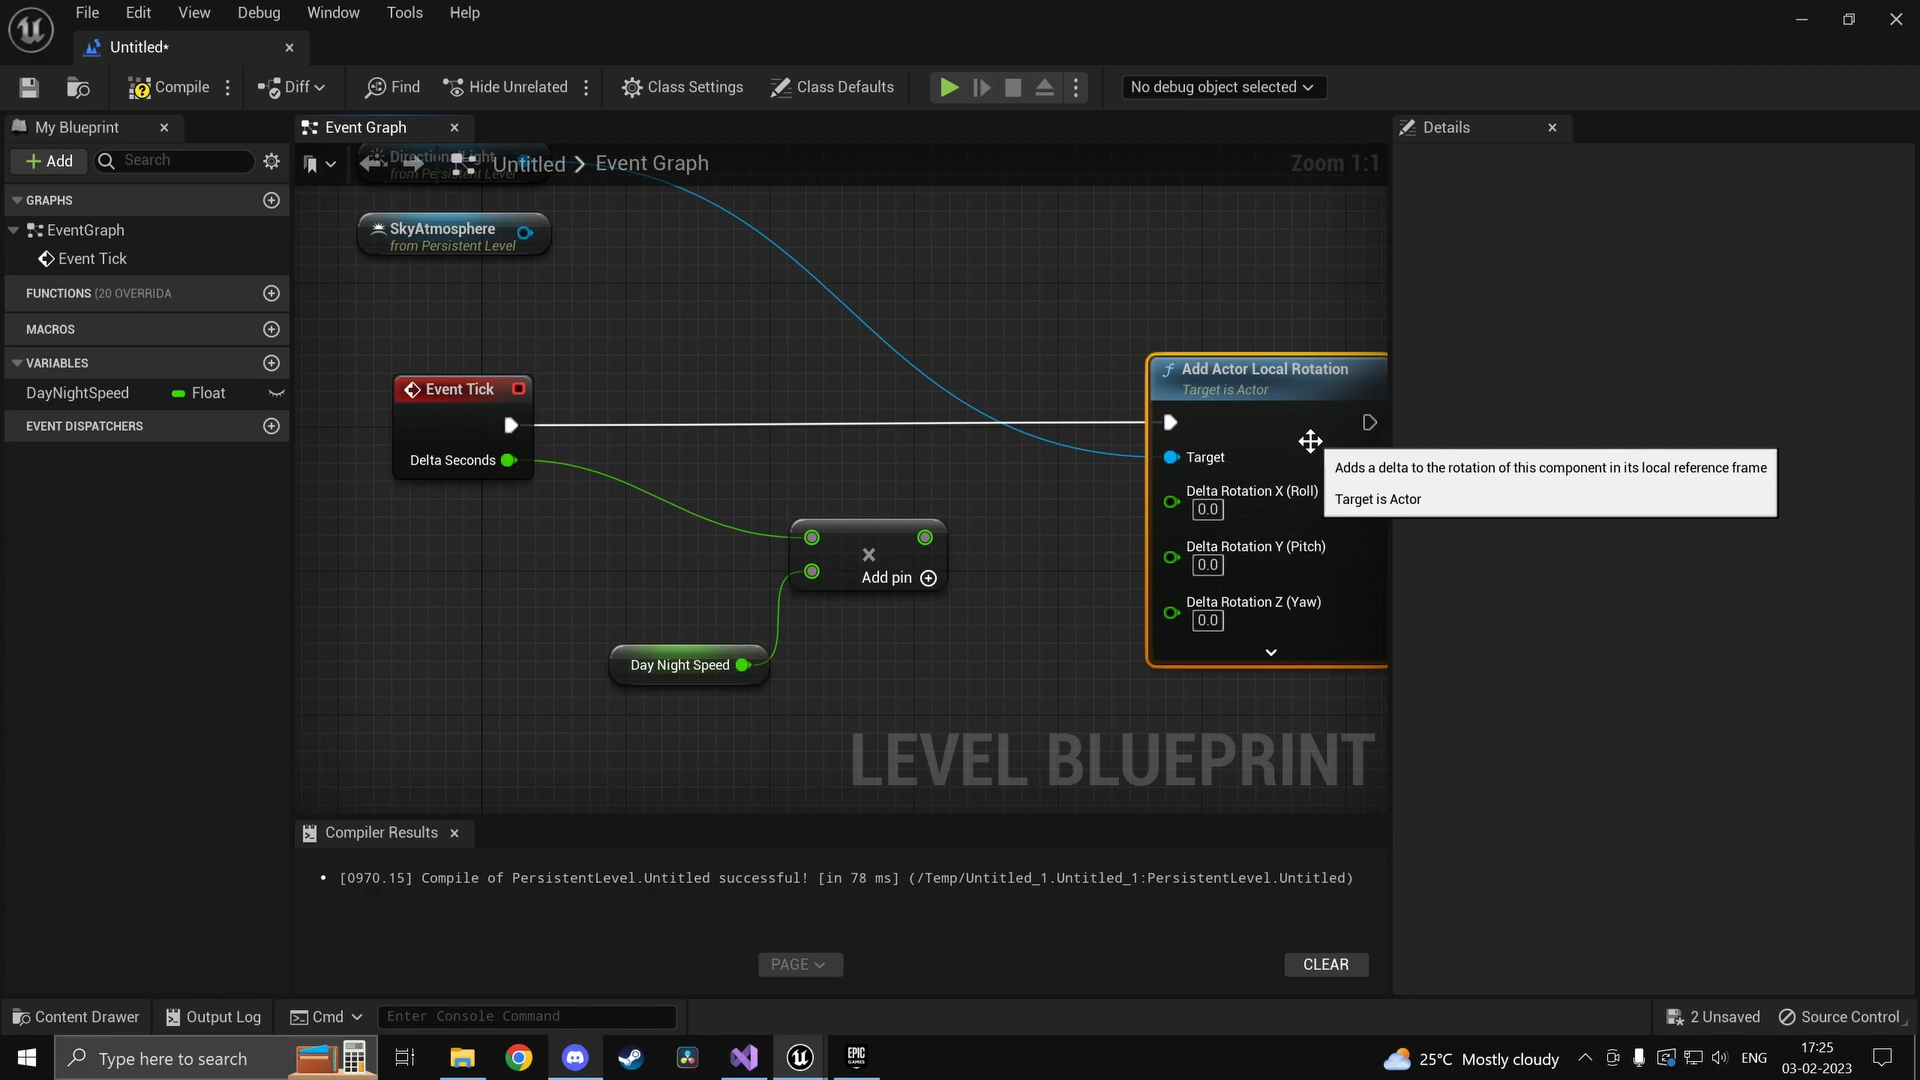 File Edit View Debug Window Tools Help
Untitled*
Compile Diff Find Hide Unrelated Class Settings Class Defaults No debug object selected
My Blueprint
Event Graph
Details
Add Search
DirectionalLight
from Persistent Level
Untitled > Event Graph
Zoom 1:1
GRAPHS
EventGraph
Event Tick
FUNCTIONS (20 OVERRIDA
MACROS
VARIABLES
DayNightSpeed Float
EVENT DISPATCHERS
SkyAtmosphere
from Persistent Level
Event Tick
Delta Seconds
Add pin
Day Night Speed
Add Actor Local Rotation
Target is Actor
Target
Delta Rotation X (Roll)
0.0
Delta Rotation Y (Pitch)
0.0
Delta Rotation Z (Yaw)
0.0
Adds a delta to the rotation of this component in its local reference frame
Target is Actor
LEVEL BLUEPRINT
Compiler Results
• [0970.15] Compile of PersistentLevel.Untitled successful! [in 78 ms] (/Temp/Untitled_1.Untitled_1:PersistentLevel.Untitled)
PAGE
CLEAR
Content Drawer Output Log Cmd Enter Console Command 2 Unsaved Source Control
Type here to search
EPIC
GAMES
25°C Mostly cloudy
ENG
17:25
03-02-2023